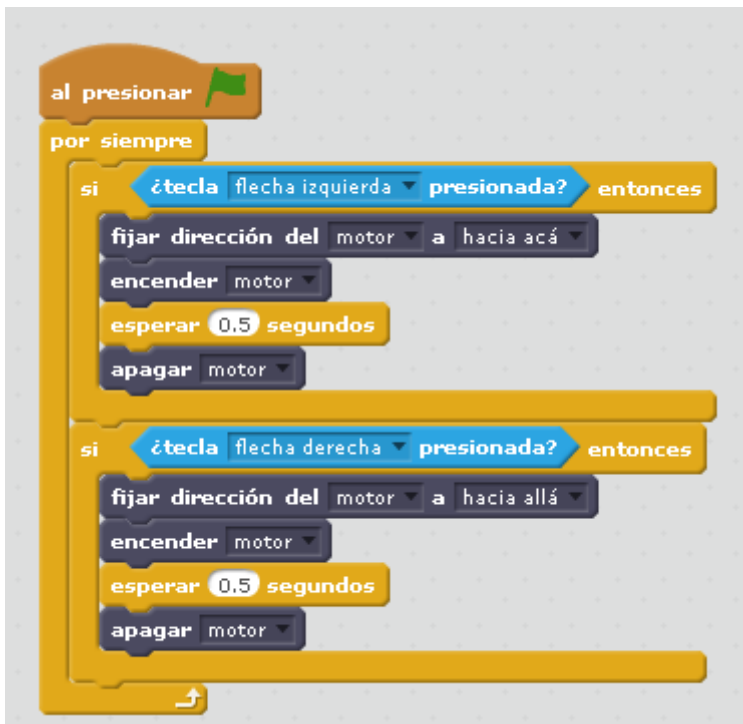 al presionar
por siempre
si ¿tecla flecha izquierda presionada? entonces
fijar dirección del motor a hacia acá
encender motor
esperar 0.5 segundos
apagar motor
si ¿tecla flecha derecha presionada? entonces
fijar dirección del motor a hacia allá
encender motor
esperar 0.5 segundos
apagar motor